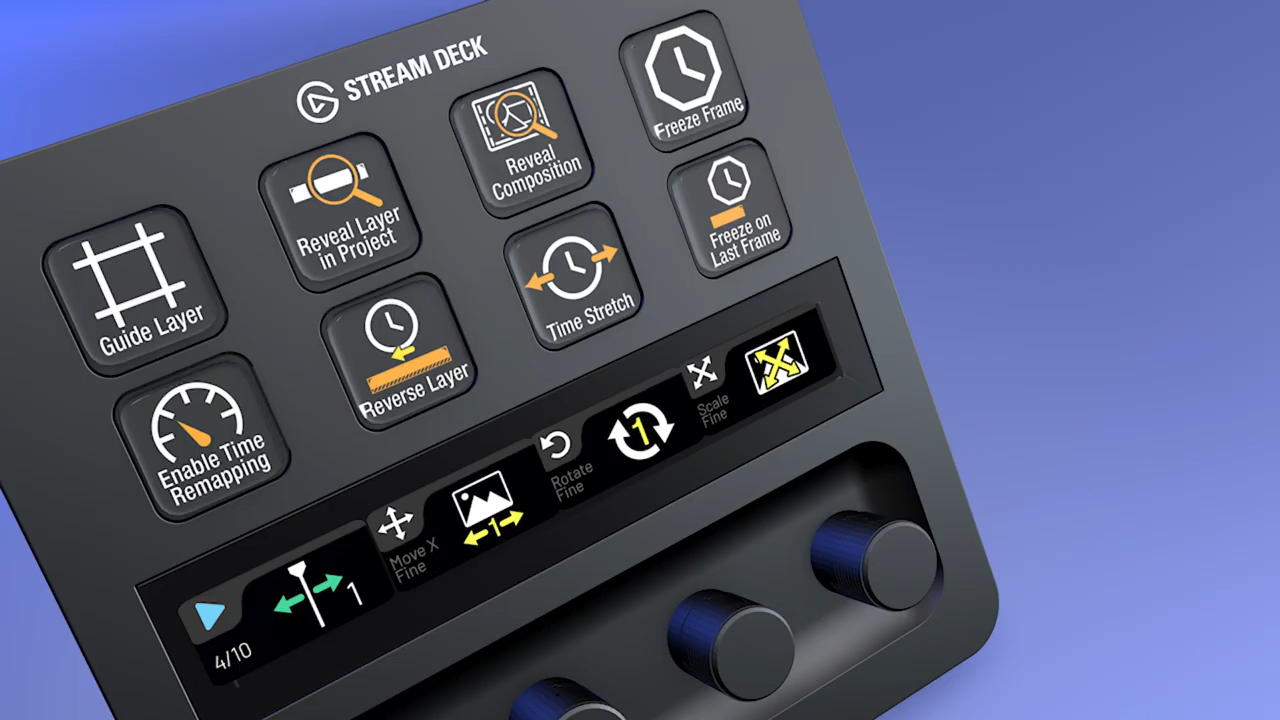 STREAM DECK
Guide Layer
Reveal Layer
in Project
Reveal
Composition
Freeze Frame
Enable Time
Remapping
Reverse Layer
Time Stretch
Freeze on
Last Frame
4/10
1
Move X
Fine
1
Rotate
Fine
1
Scale
Fine